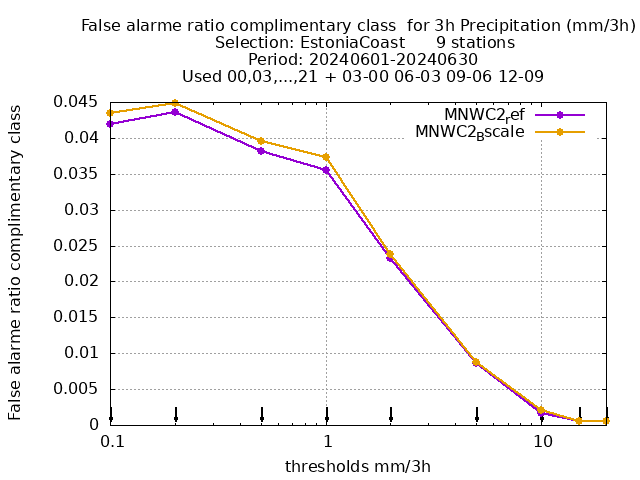 False alarme ratio complimentary class  for 3h Precipitation (mm/3h)
Selection: EstoniaCoast      9 stations
Period: 20240601-20240630
Used 00,03,...,21 + 03-00 06-03 09-06 12-09
False alarme ratio complimentary class
0.045
0.04
0.035
0.03
0.025
0.02
0.015
0.01
0.005
0
MNWC2ref
MNWC2Bscale
0.1
1
10
thresholds mm/3h